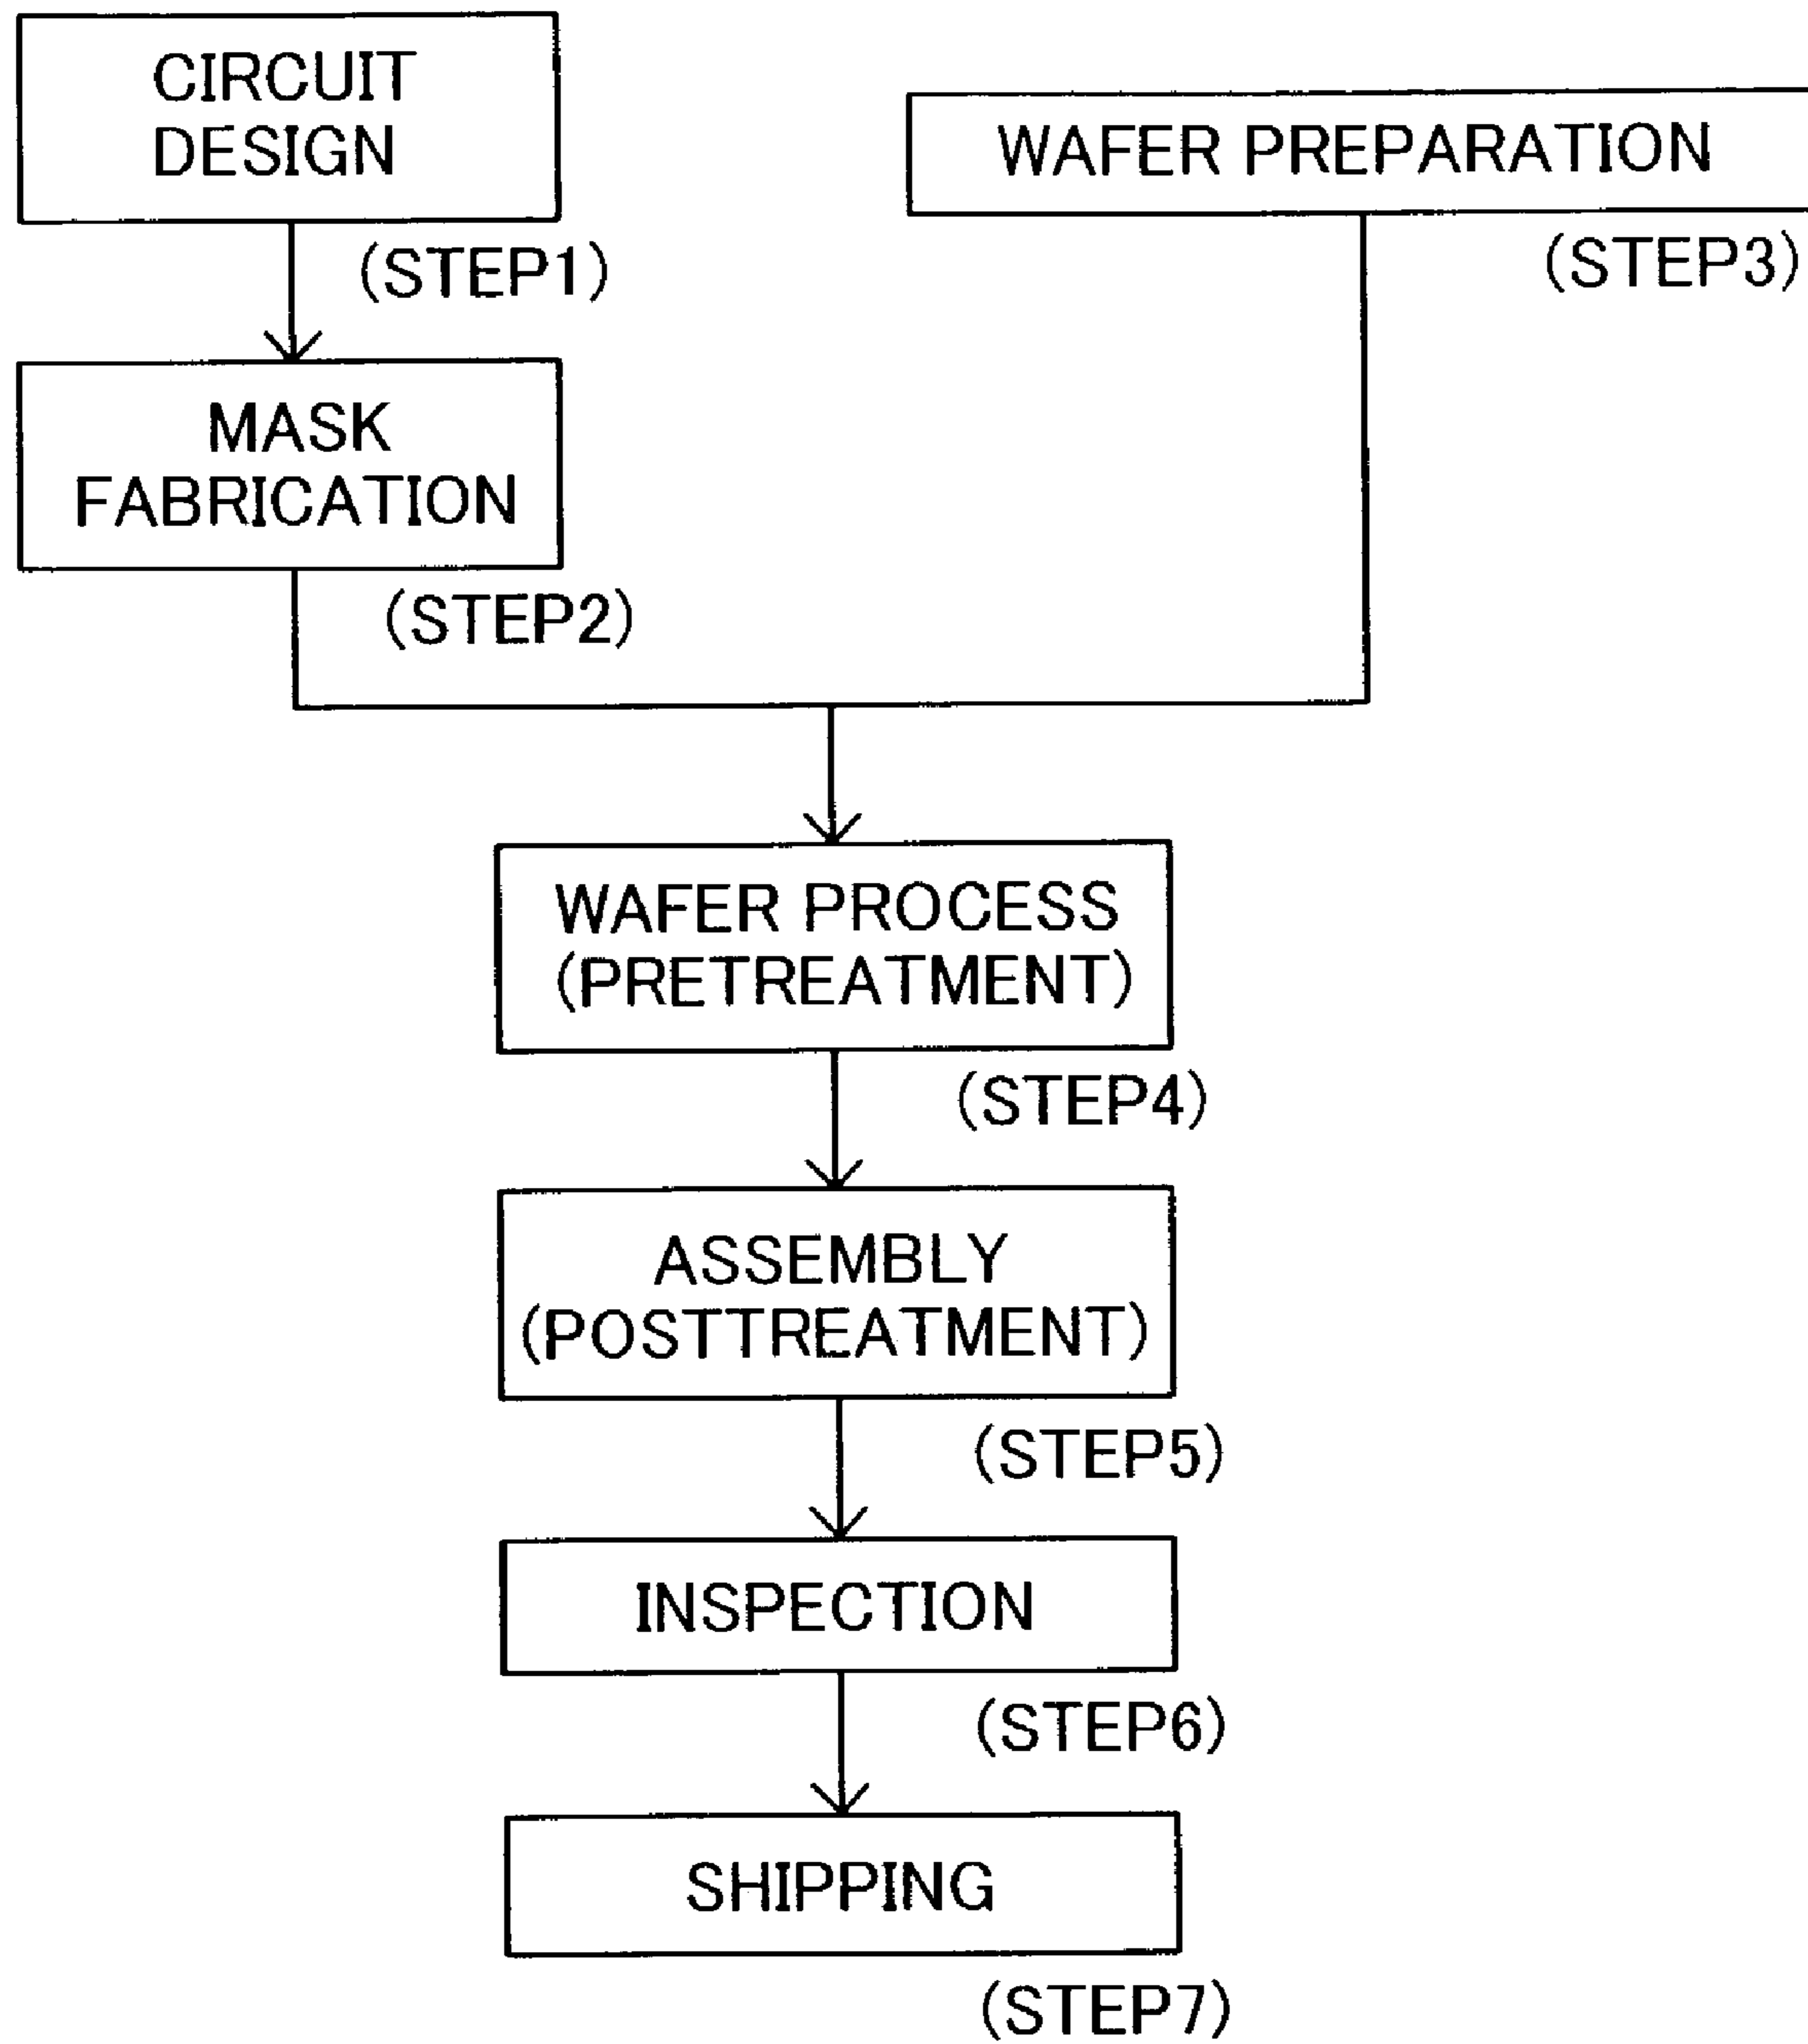 CIRCUIT
DESIGN
(STEP1)
WAFER PREPARATION
(STEP3)
MASK
FABRICATION
(STEP2)
WAFER PROCESS
(PRETREATMENT)
(STEP4)
ASSEMBLY
(POSTTREATMENT)
(STEP5)
INSPECTION
(STEP6)
SHIPPING
(STEP7)